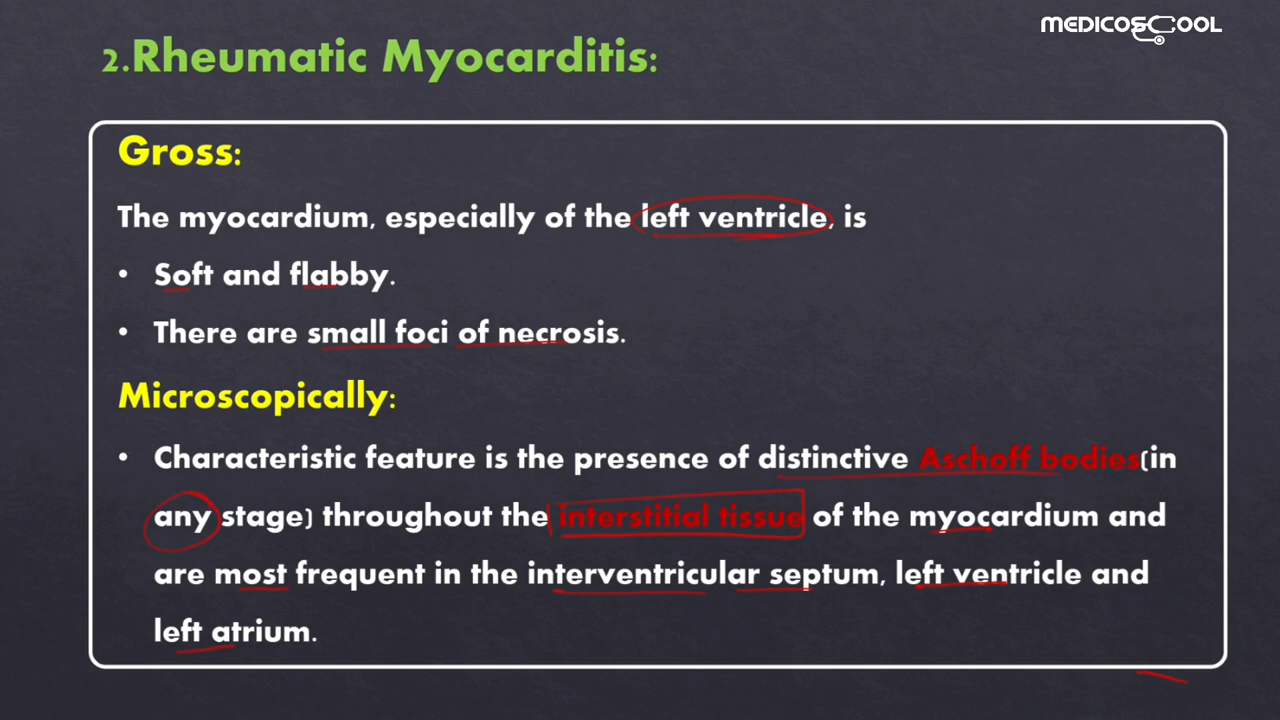 MEDICOSCOOL
2.Rheumatic Myocarditis:
Gross:
The myocardium, especially of the left ventricle, is
• Soft and flabby.
• There are small foci of necrosis.
Microscopically:
• Characteristic feature is the presence of distinctive Aschoff bodies(in
any stage) throughout the interstitial tissue of the myocardium and
are most frequent in the interventricular septum, left ventricle and
left atrium.